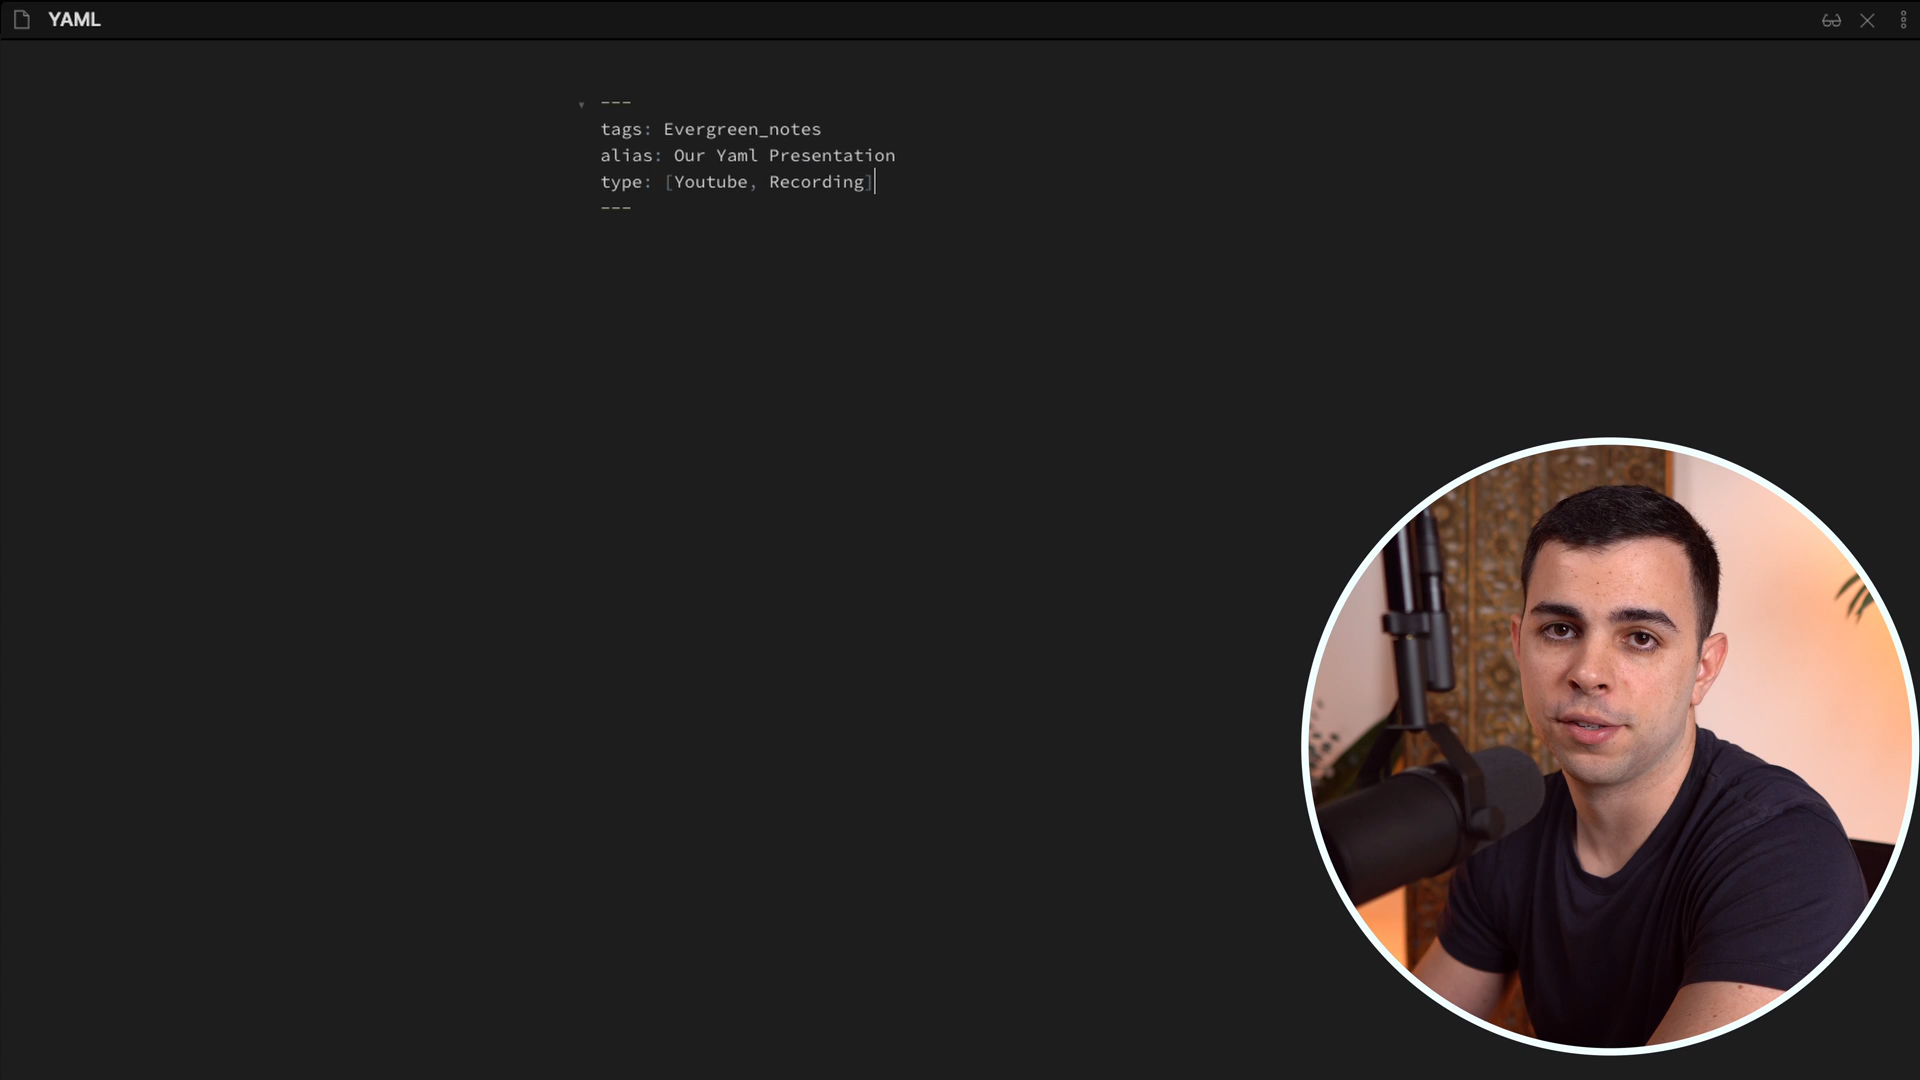 YAML
---
tags: Evergreen_notes
alias: Our Yaml Presentation
type: [Youtube, Recording]
---